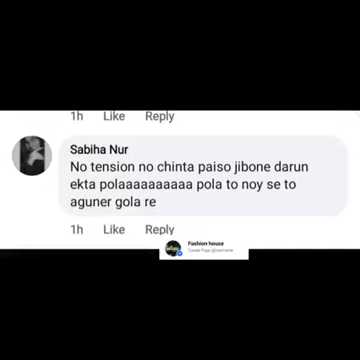 1h Like Reply
Sabiha Nur
No tension no chinta paiso jibone darun
ekta polaaaaaaaaaa pola to noy se to
aguner gola re
1h Like Reply
Fashion house